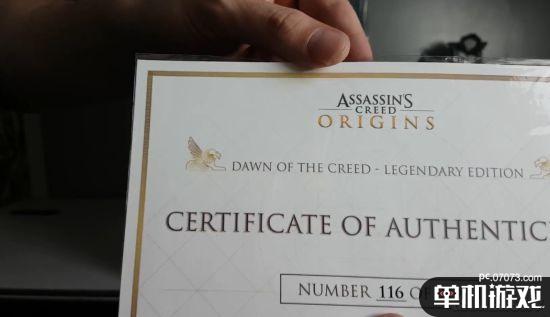 ASSASSIN'S
CREED
ORIGINS
DAWN OF THE CREED - LEGENDARY EDITION
CERTIFICATE OF AUTHENTIC
NUMBER 116
pc.07073.com
单机游戏